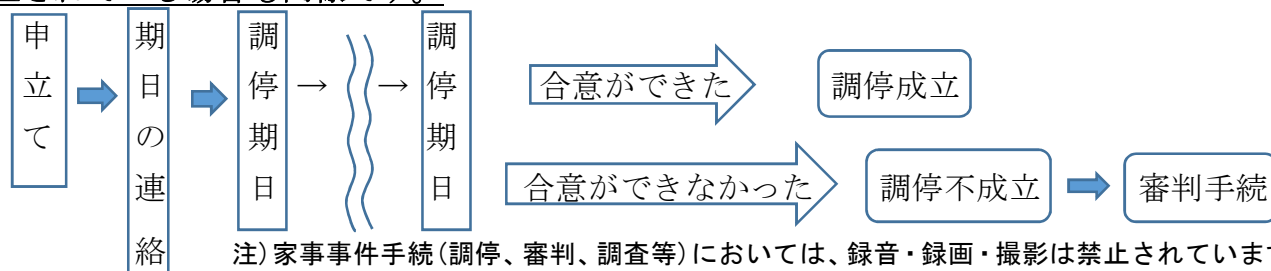 申立て
期日の連絡
調停期日
→
→
調停期日
合意ができた
調停成立
合意ができなかった
調停不成立
審判手続
注）家事事件手続（調停、審判、調査等）においては、録音・録画・撮影は禁止されています